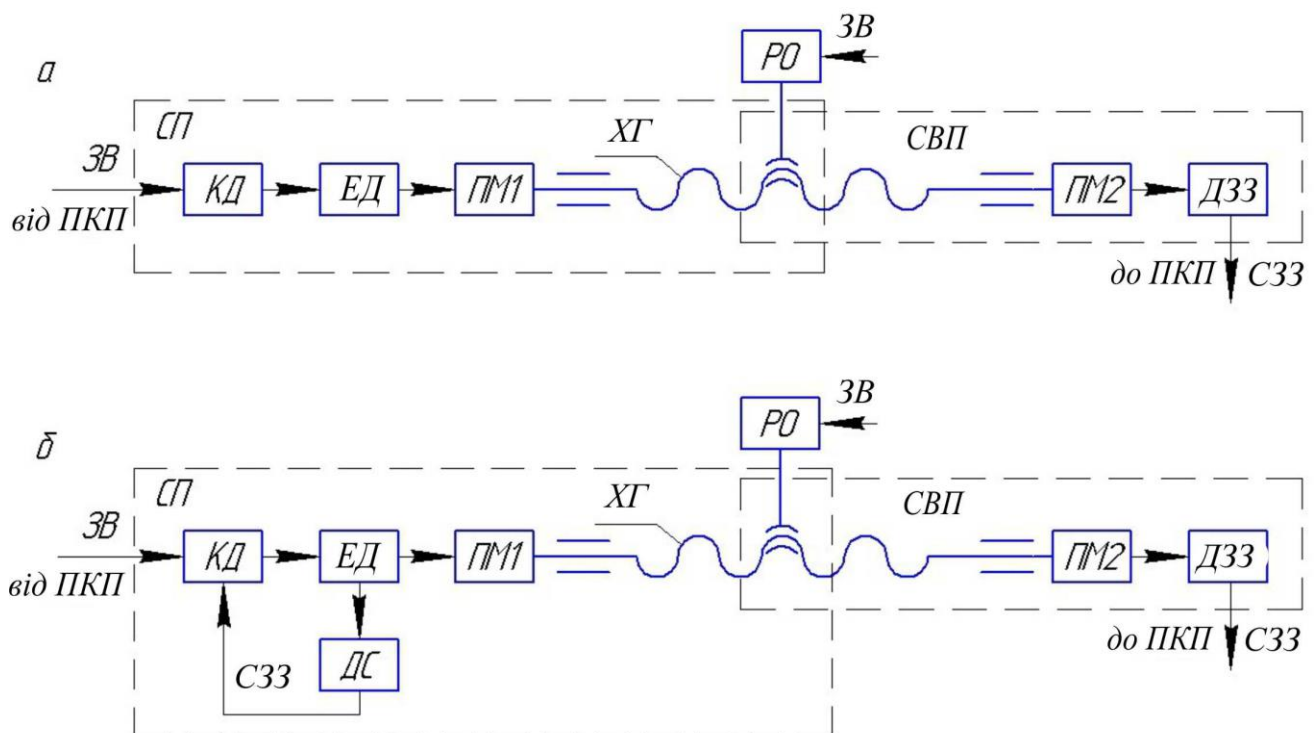 а
РО
ЗВ
СП
ХГ
СВП
ЗВ
від ПКП
КД
ЕД
ПМ1
ПМ2
ДЗЗ
до ПКП
СЗЗ
б
РО
ЗВ
СП
ХГ
СВП
ЗВ
від ПКП
КД
ЕД
ПМ1
ПМ2
ДЗЗ
до ПКП
СЗЗ
СЗЗ
ДС